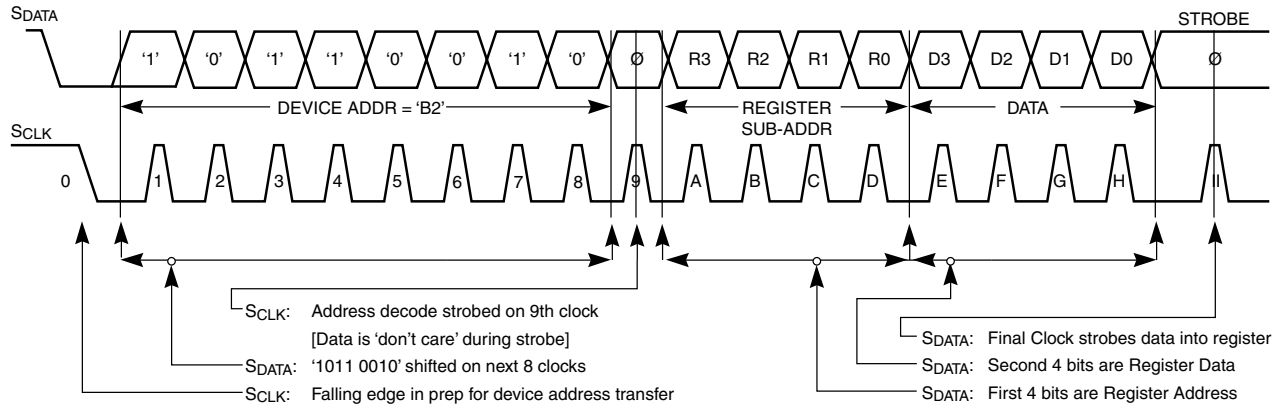 SDATA
STROBE
'1' '0' '1' '1' '0' '0' '1' '0' Ø R3 R2 R1 R0 D3 D2 D1 D0 Ø
DEVICE ADDR = 'B2'
REGISTER
SUB-ADDR
DATA
SCLK
0 1 2 3 4 5 6 7 8 9 A B C D E F G H II
SCLK: Address decode strobed on 9th clock
[Data is 'don't care' during strobe]
SDATA: '1011 0010' shifted on next 8 clocks
SCLK: Falling edge in prep for device address transfer
SDATA: Final Clock strobes data into register
SDATA: Second 4 bits are Register Data
SDATA: First 4 bits are Register Address